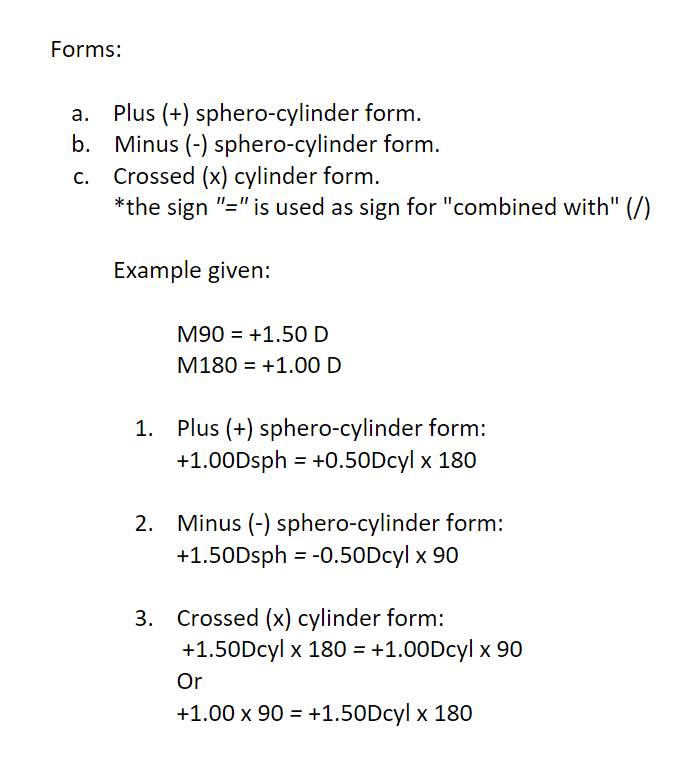 Forms:
a. Plus (+) sphero-cylinder form.
b. Minus (-) sphero-cylinder form.
c. Crossed (x) cylinder form.
*the sign "=" is used as sign for "combined with" (/)
Example given:
M90 = +1.50 D
M180 = +1.00 D
1. Plus (+) sphero-cylinder form:
+1.00Dsph = +0.50Dcyl x 180
2. Minus (-) sphero-cylinder form:
+1.50Dsph = -0.50Dcyl x 90
3. Crossed (x) cylinder form:
+1.50Dcyl x 180 = +1.00Dcyl x 90
Or
+1.00 x 90 = +1.50Dcyl x 180